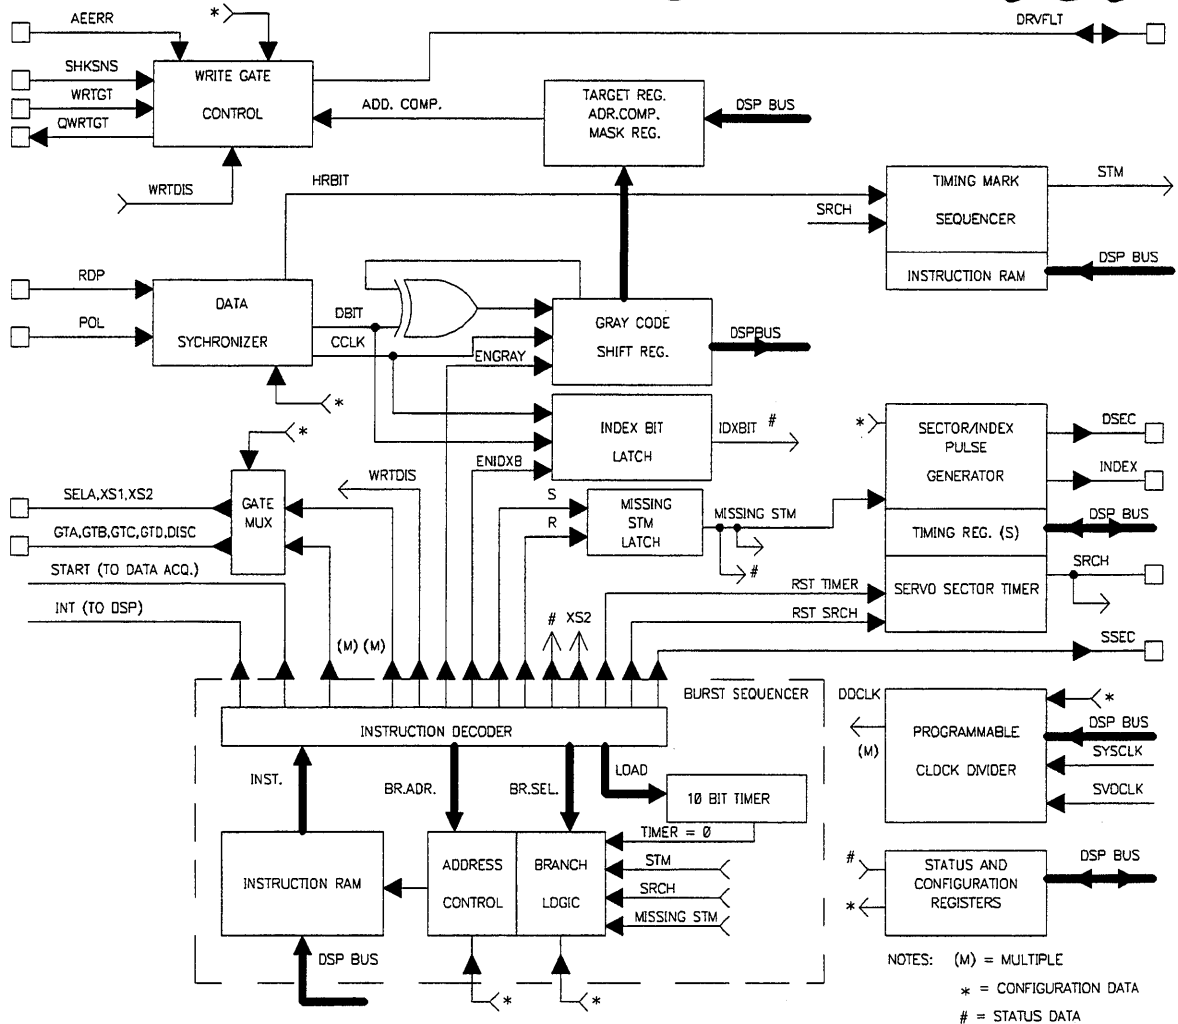 AEERR
*
DRVFLT
SHKSNS
WRITE GATE
CONTROL
WRTGT
QWRTGT
ADD. COMP.
TARGET REG.
ADR.COMP.
MASK REG.
DSP BUS
WRTDIS
HRBIT
TIMING MARK
SEQUENCER
STM
SRCH
INSTRUCTION RAM
DSP BUS
RDP
POL
DATA
SYCHRONIZER
DBIT
CCLK
GRAY CODE
SHIFT REG.
DSPBUS
ENGRAY
*
*
INDEX BIT
LATCH
IDXBIT #
ENIDXB
*
SECTOR/INDEX
PULSE
GENERATOR
DSEC
INDEX
TIMING REG. (S)
DSP BUS
SERVO SECTOR TIMER
SRCH
SELA,XS1,XS2
GATE
MUX
WRTDIS
GTA,GTB,GTC,GTD,DISC
START (TO DATA ACQ.)
INT (TO DSP)
S
R
MISSING
STM
LATCH
MISSING STM
#
RST TIMER
RST SRCH
(M) (M)
# XS2
SSEC
BURST SEQUENCER
INSTRUCTION DECODER
INST.
BR.ADR.
BR.SEL.
LOAD
10 BIT TIMER
TIMER = 0
STM
SRCH
MISSING STM
INSTRUCTION RAM
ADDRESS
CONTROL
BRANCH
LOGIC
DSP BUS
*
*
DDCLK
(M)
PROGRAMMABLE
CLOCK DIVIDER
*
DSP BUS
SYSCLK
SVDCLK
#
*
STATUS AND
CONFIGURATION
REGISTERS
DSP BUS
NOTES: (M) = MULTIPLE
* = CONFIGURATION DATA
# = STATUS DATA